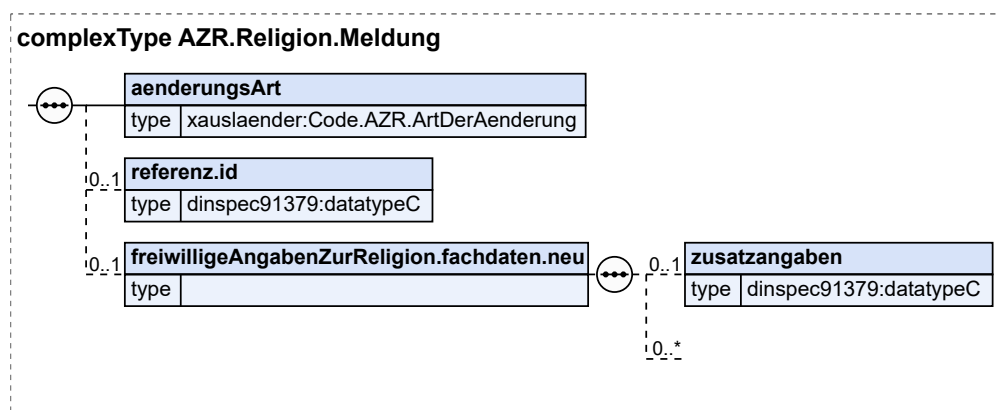 complexType AZR.Religion.Meldung
aenderungsArt
type xauslaender:Code.AZR.ArtDerAenderung
0..1 referenz.id
type dinspec91379:datatypeC
0..1 freiwilligeAngabenZurReligion.fachdaten.neu
type
0..1 zusatzangaben
type dinspec91379:datatypeC
0..*